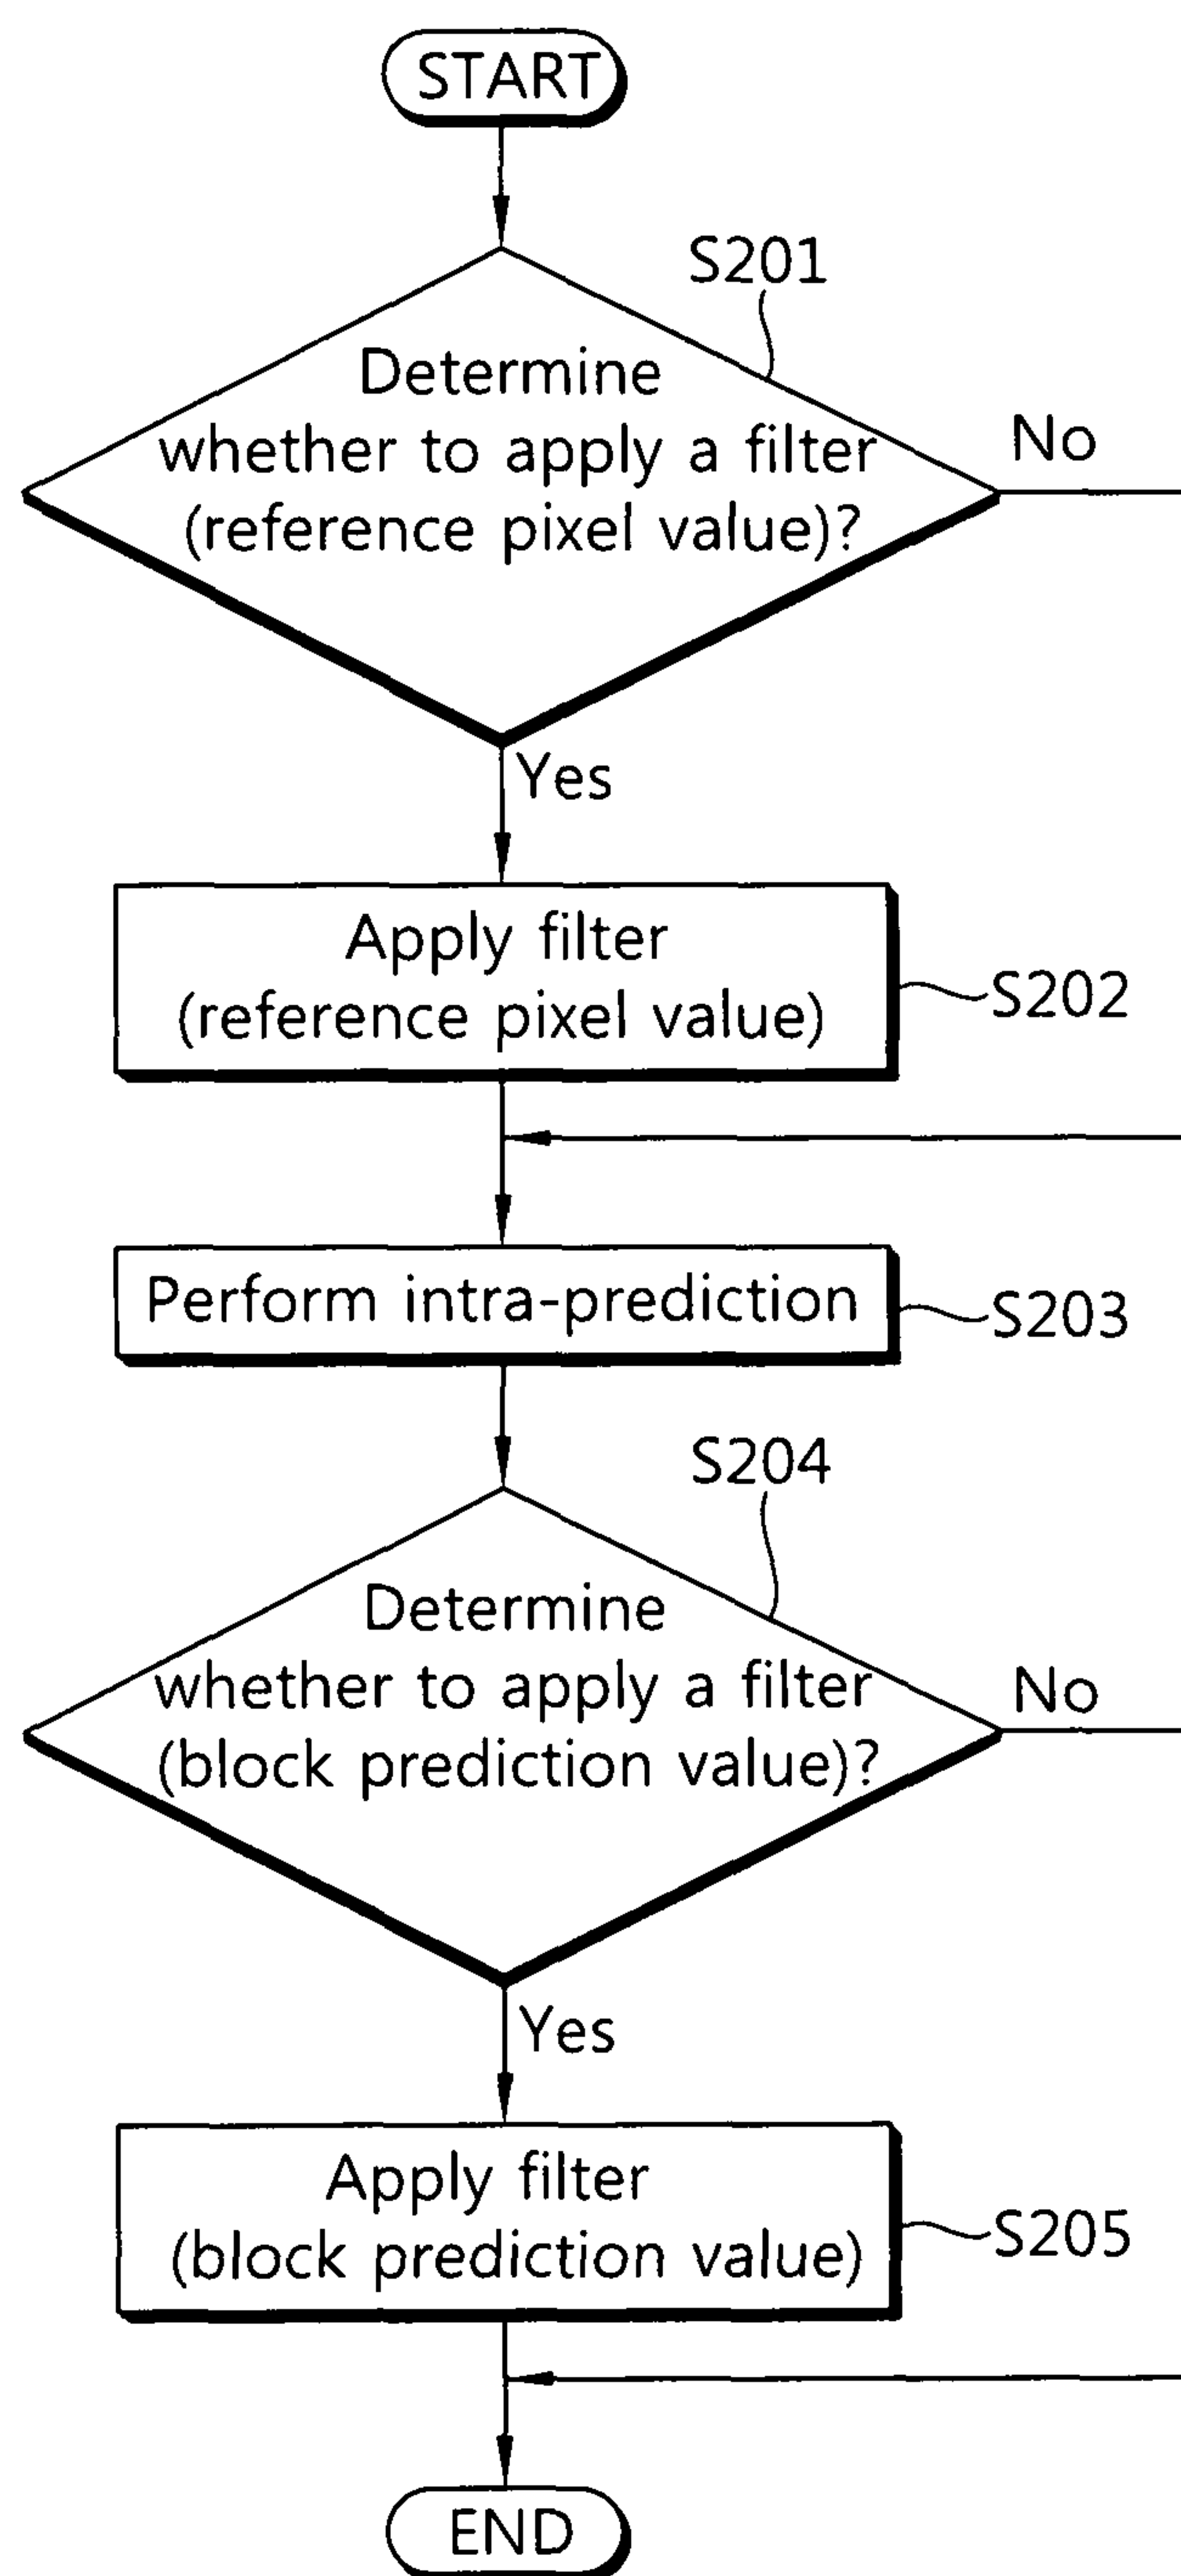 START
S201
Determine
whether to apply a filter
(reference pixel value)?
No
Yes
Apply filter
(reference pixel value)
S202
Perform intra-prediction
S203
S204
Determine
whether to apply a filter
(block prediction value)?
No
Yes
Apply filter
(block prediction value)
S205
END